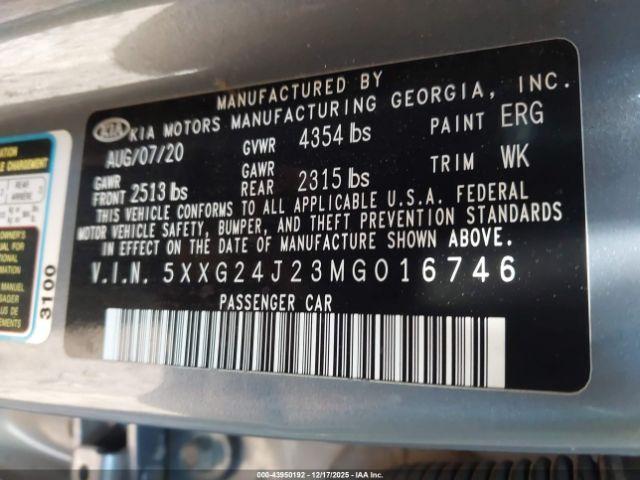 MANUFACTURED BY
KIA KIA MOTORS MANUFACTURING GEORGIA, INC.
AUG/07/20 GVWR 4354 lbs PAINT ERG
GAWR FRONT 2513 lbs GAWR REAR 2315 lbs TRIM WK
THIS VEHICLE CONFORMS TO ALL APPLICABLE U.S.A. FEDERAL
MOTOR VEHICLE SAFETY, BUMPER, AND THEFT PREVENTION STANDARDS
IN EFFECT ON THE DATE OF MANUFACTURE SHOWN ABOVE.
V.I.N. 5XXG24J23MG016746
PASSENGER CAR
3100
000-43950192 - 12/17/2025 - IAAI.COM